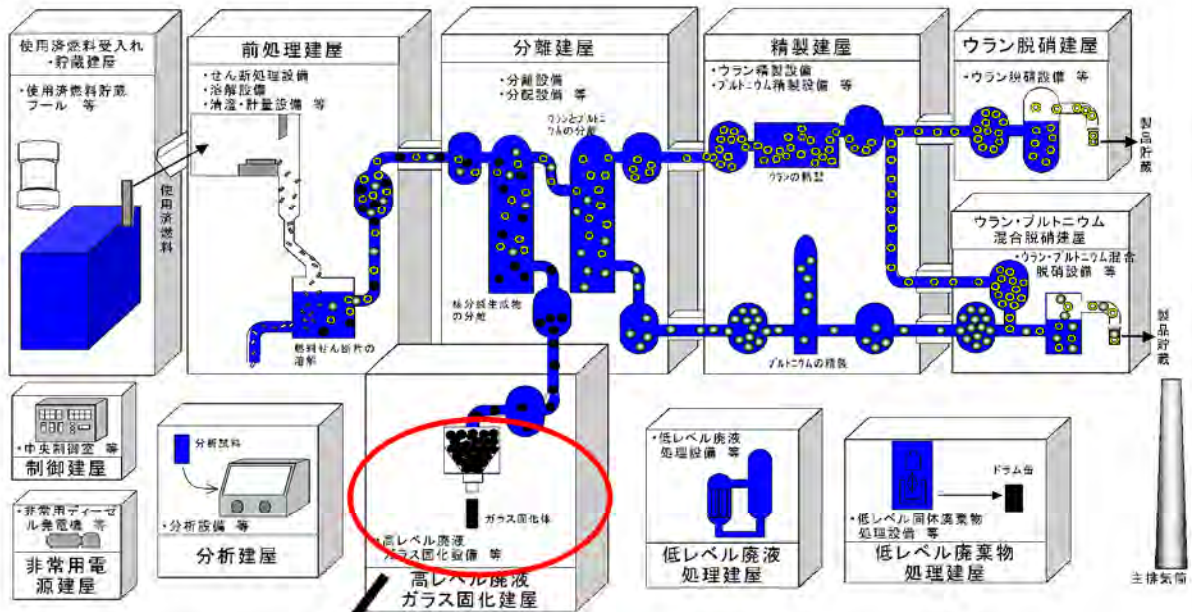 使用済燃料受入れ
・貯蔵建屋
・使用済燃料貯蔵
プール 等
使用済燃料
前処理建屋
・せん断処理設備
・溶解設備
・清澄・計量設備 等
燃料せん断片の
溶解
分離建屋
・分離設備
・分配設備 等
ウランとプルトニ
ウムの分離
核分裂生成物
の分離
精製建屋
・ウラン精製設備
・プルトニウム精製設備 等
ウランの精製
プルトニウムの精製
ウラン脱硝建屋
・ウラン脱硝設備 等
製品貯蔵
ウラン・プルトニウム
混合脱硝建屋
・ウラン・プルトニウム混合
脱硝設備 等
製品貯蔵
・中央制御室 等
制御建屋
・非常用ディーゼ
ル発電機 等
非常用電
源建屋
分析試料
・分析設備 等
分析建屋
ガラス固化体
・高レベル廃液
ガラス固化設備 等
高レベル廃液
ガラス固化建屋
・低レベル廃液
処理設備 等
低レベル廃液
処理建屋
ドラム缶
・低レベル固体廃棄物
処理設備 等
低レベル廃棄物
処理建屋
主排気筒